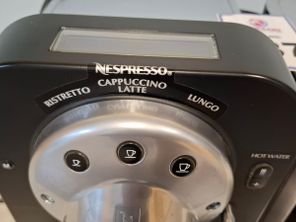 NESPRESSO
RISTRETTO
CAPPUCCINO
LATTE
LUNGO
HOT WATER